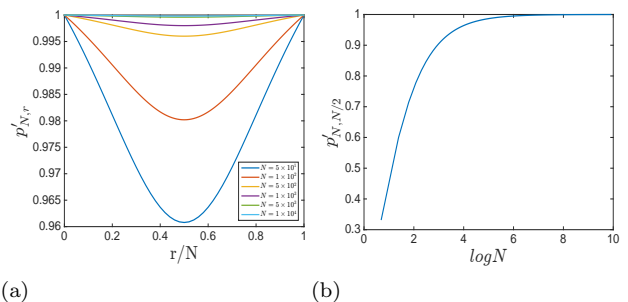 1
0.995
0.99
0.985
0.98
0.975
0.97
0.965
0.96
p′_{N,r}
N = 5 × 10¹
N = 1 × 10²
N = 5 × 10²
N = 1 × 10³
N = 5 × 10³
N = 1 × 10⁴
0 0.2 0.4 0.6 0.8 1
r/N
(a)
1
0.9
0.8
0.7
0.6
0.5
0.4
0.3
p′_{N,N/2}
0 2 4 6 8 10
logN
(b)